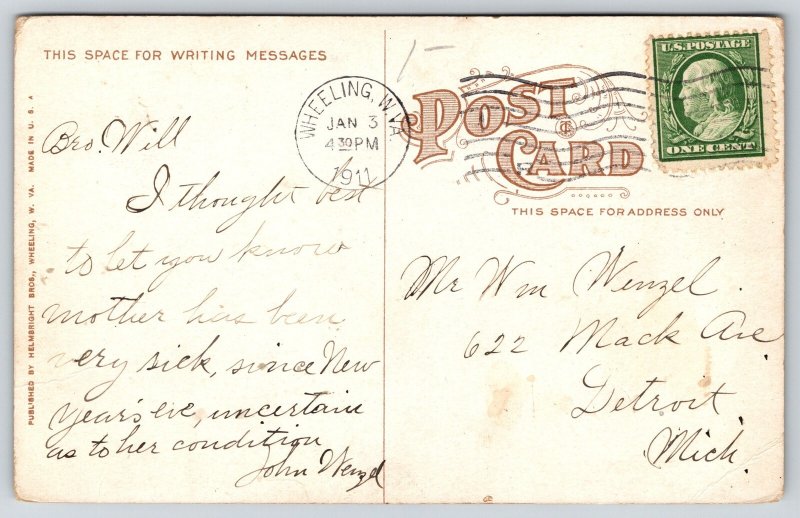 THIS SPACE FOR WRITING MESSAGES
Bro. Will
I thought best
to let you know
mother has been
very sick, since New
year's eve, uncertain
as to her condition
John Wenzel
PUBLISHED BY HELMBRIGHT BROS., WHEELING, W. VA. MADE IN U. S. A
WHEELING, W.VA.
JAN 3
4 30 PM
1911
1-
POST
CARD
THIS SPACE FOR ADDRESS ONLY
U.S. POSTAGE
ONE CENT
Mr Wm Wenzel.
622 Mack Ave
Detroit
Mich